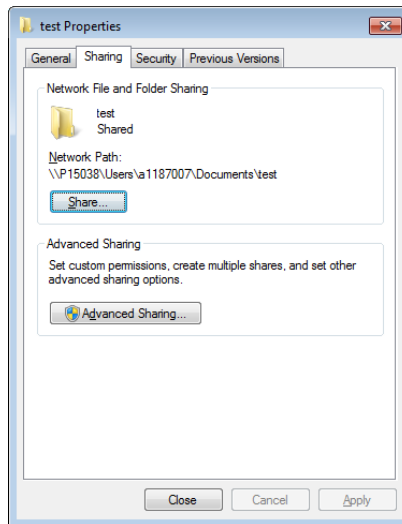 test Properties
General Sharing Security Previous Versions
Network File and Folder Sharing
test
Shared
Network Path:
\\P15038\Users\a1187007\Documents\test
Share...
Advanced Sharing
Set custom permissions, create multiple shares, and set other
advanced sharing options.
Advanced Sharing...
Close Cancel Apply